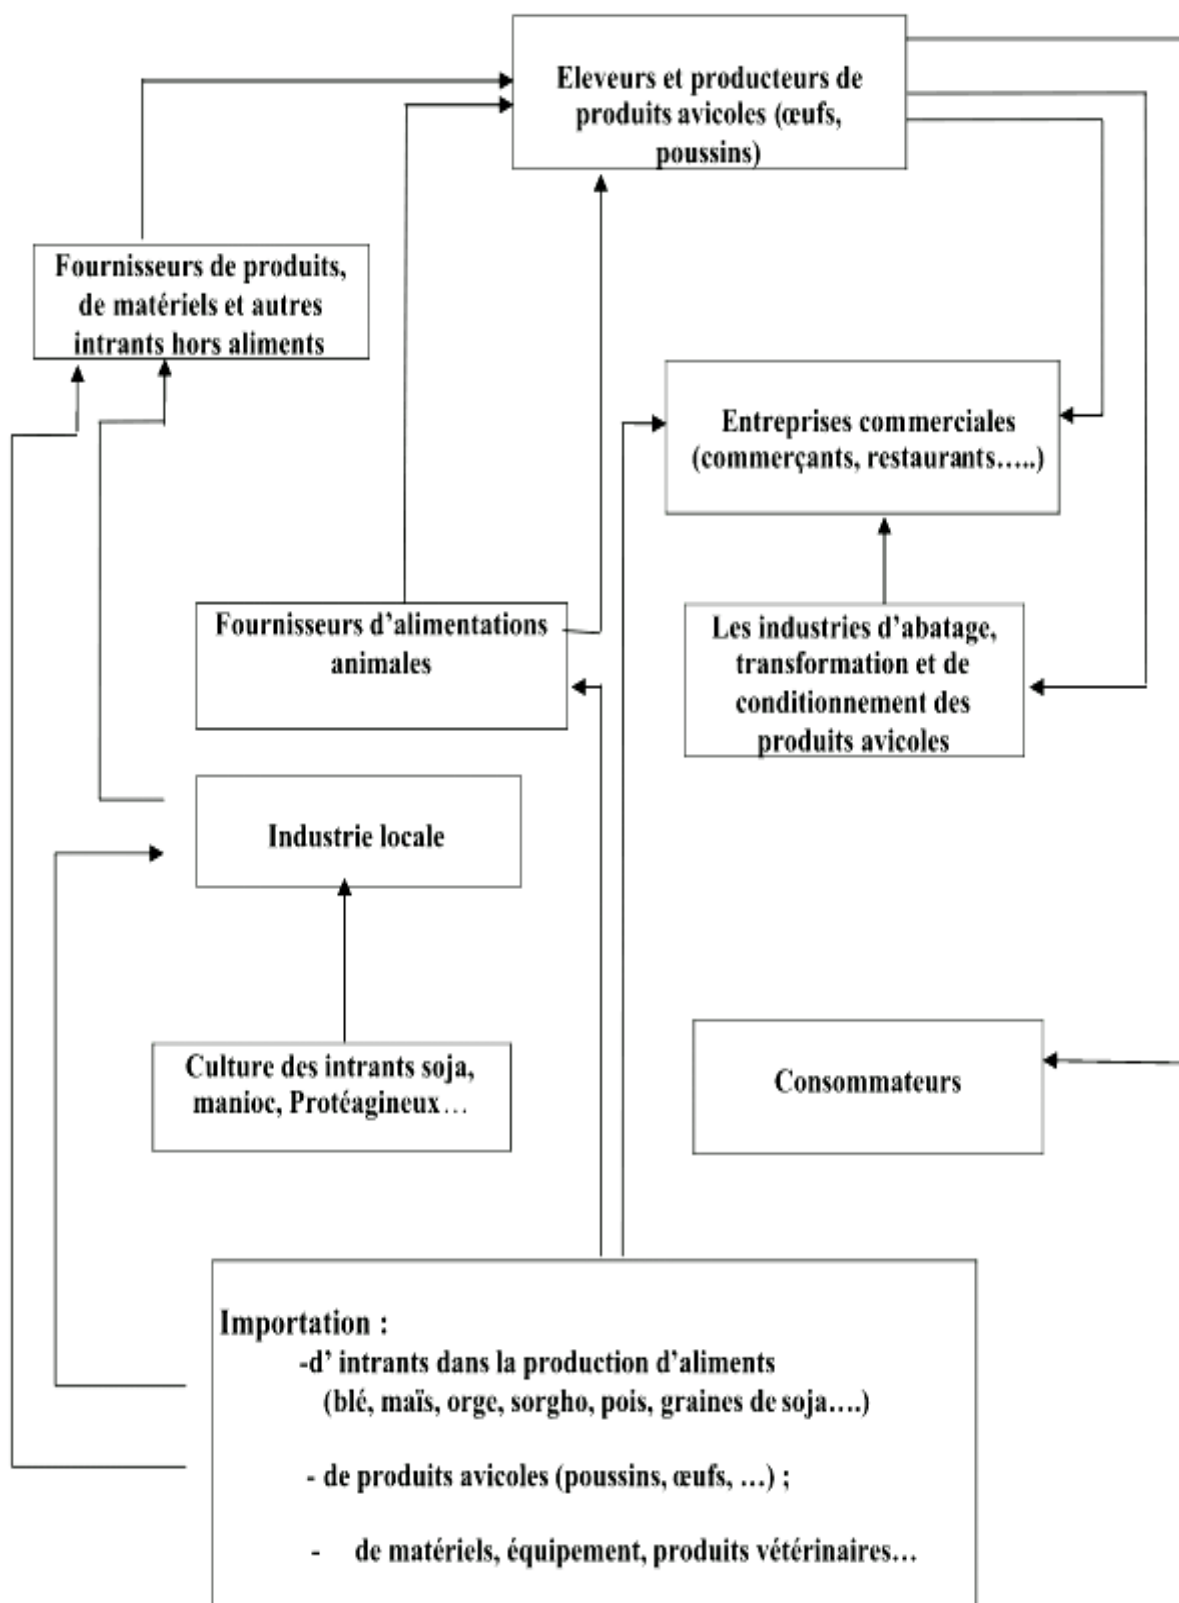 Eleveurs et producteurs de
produits avicoles (œufs,
poussins)
Fournisseurs de produits,
de matériels et autres
intrants hors aliments
Entreprises commerciales
(commerçants, restaurants…..)
Fournisseurs d’alimentations
animales
Les industries d’abatage,
transformation et de
conditionnement des
produits avicoles
Industrie locale
Culture des intrants soja,
manioc, Protéagineux…
Consommateurs
Importation :
-d’ intrants dans la production d’aliments
(blé, maïs, orge, sorgho, pois, graines de soja….)
- de produits avicoles (poussins, œufs, …) ;
- de matériels, équipement, produits vétérinaires…